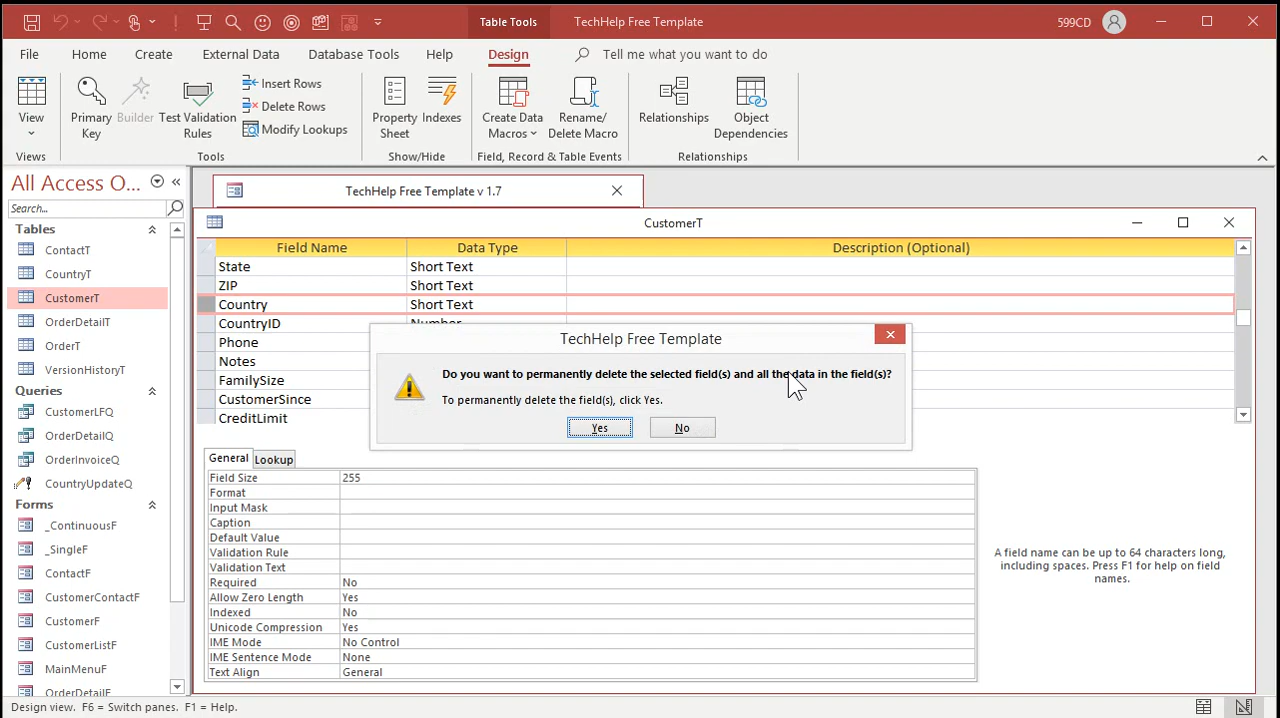 Table Tools
TechHelp Free Template
599CD
File
Home
Create
External Data
Database Tools
Help
Design
Tell me what you want to do
View
Primary Key
Builder
Test Validation Rules
Insert Rows
Delete Rows
Modify Lookups
Property Sheet
Indexes
Create Data Macros
Rename/ Delete Macro
Relationships
Object Dependencies
Views
Tools
Show/Hide
Field, Record & Table Events
Relationships
All Access O...
Search...
Tables
ContactT
CountryT
CustomerT
OrderDetailT
OrderT
VersionHistoryT
Queries
CustomerLFQ
OrderDetailQ
OrderInvoiceQ
CountryUpdateQ
Forms
_ContinuousF
_SingleF
ContactF
CustomerContactF
CustomerF
CustomerListF
MainMenuF
OrderDetailF
TechHelp Free Template v 1.7
CustomerT
Field Name Data Type Description (Optional)
State Short Text
ZIP Short Text
Country Short Text
CountryID Number
Phone
Notes
FamilySize
CustomerSince
CreditLimit
TechHelp Free Template
Do you want to permanently delete the selected field(s) and all the data in the field(s)?
To permanently delete the field(s), click Yes.
Yes No
General Lookup
Field Size 255
Format
Input Mask
Caption
Default Value
Validation Rule
Validation Text
Required No
Allow Zero Length Yes
Indexed No
Unicode Compression Yes
IME Mode No Control
IME Sentence Mode None
Text Align General
A field name can be up to 64 characters long,
including spaces. Press F1 for help on field
names.
Design view. F6 = Switch panes. F1 = Help.